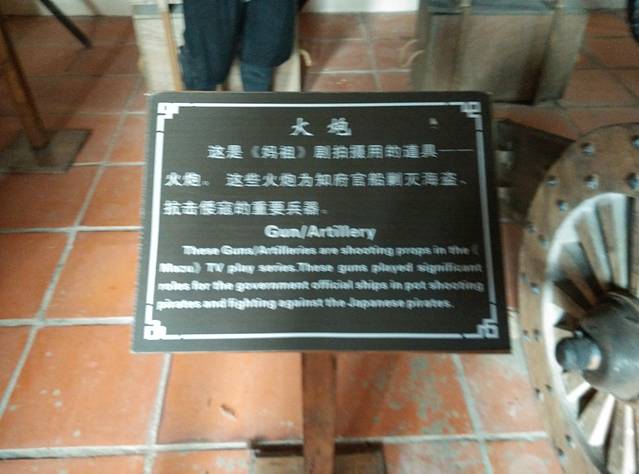 火炮
这是《妈祖》剧拍摄用的道具——
火炮。这些火炮为知府官船剿灭海盗、
抗击倭寇的重要兵器。
Gun/Artillery
These Guns/Artilleries are shooting props in the《
Mazu》TV play series.These guns played significant
roles for the government official ships in pot shooting
pirates and fighting against the Japanese pirates.